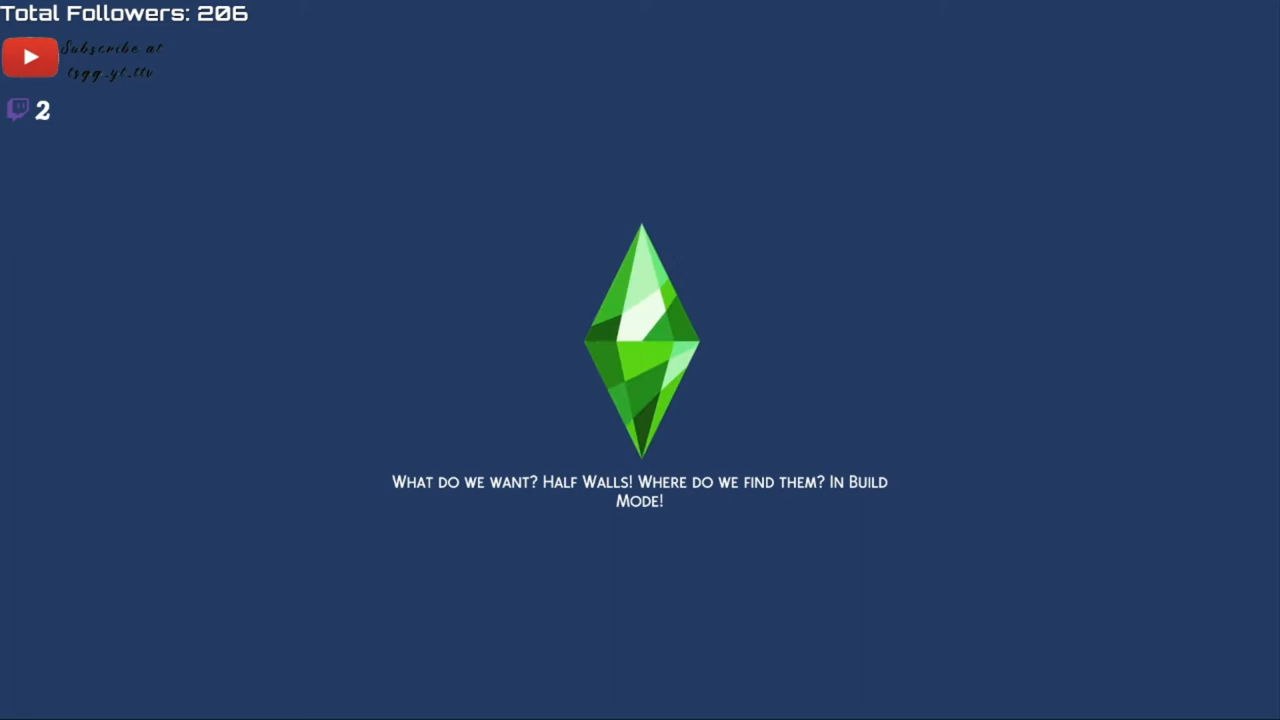 Total Followers: 206
Subscribe at
tsgg_yt_ttv
2
What do we want? Half Walls! Where do we find them? In Build
Mode!